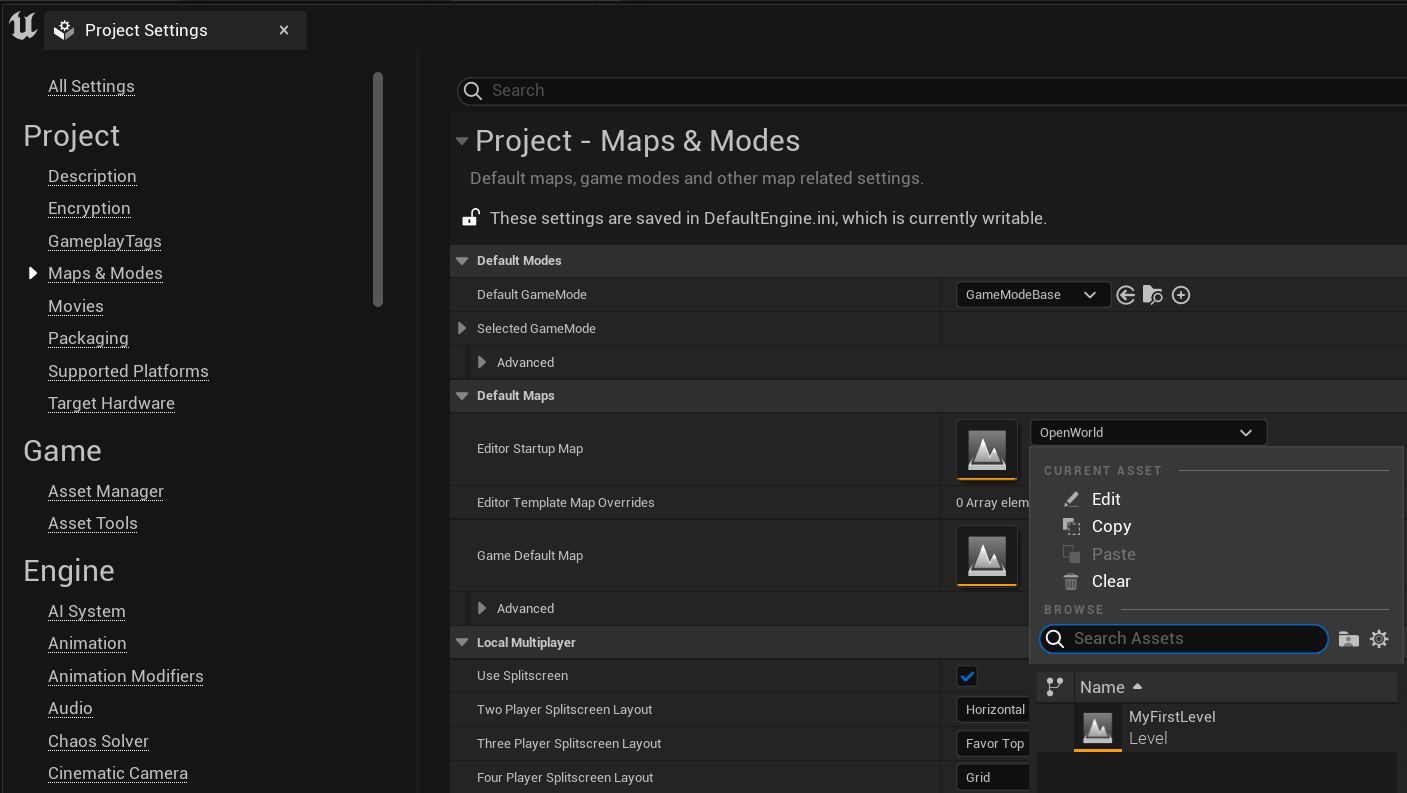 Project Settings
All Settings
Project
Description
Encryption
GameplayTags
Maps & Modes
Movies
Packaging
Supported Platforms
Target Hardware
Game
Asset Manager
Asset Tools
Engine
AI System
Animation
Animation Modifiers
Audio
Chaos Solver
Cinematic Camera
Search
Project - Maps & Modes
Default maps, game modes and other map related settings.
These settings are saved in DefaultEngine.ini, which is currently writable.
Default Modes
Default GameMode GameModeBase
Selected GameMode
Advanced
Default Maps
Editor Startup Map OpenWorld
Editor Template Map Overrides 0 Array elem
Game Default Map
Advanced
Local Multiplayer
Use Splitscreen
Two Player Splitscreen Layout Horizontal
Three Player Splitscreen Layout Favor Top
Four Player Splitscreen Layout Grid
CURRENT ASSET
Edit
Copy
Paste
Clear
BROWSE
Search Assets
Name
MyFirstLevel
Level